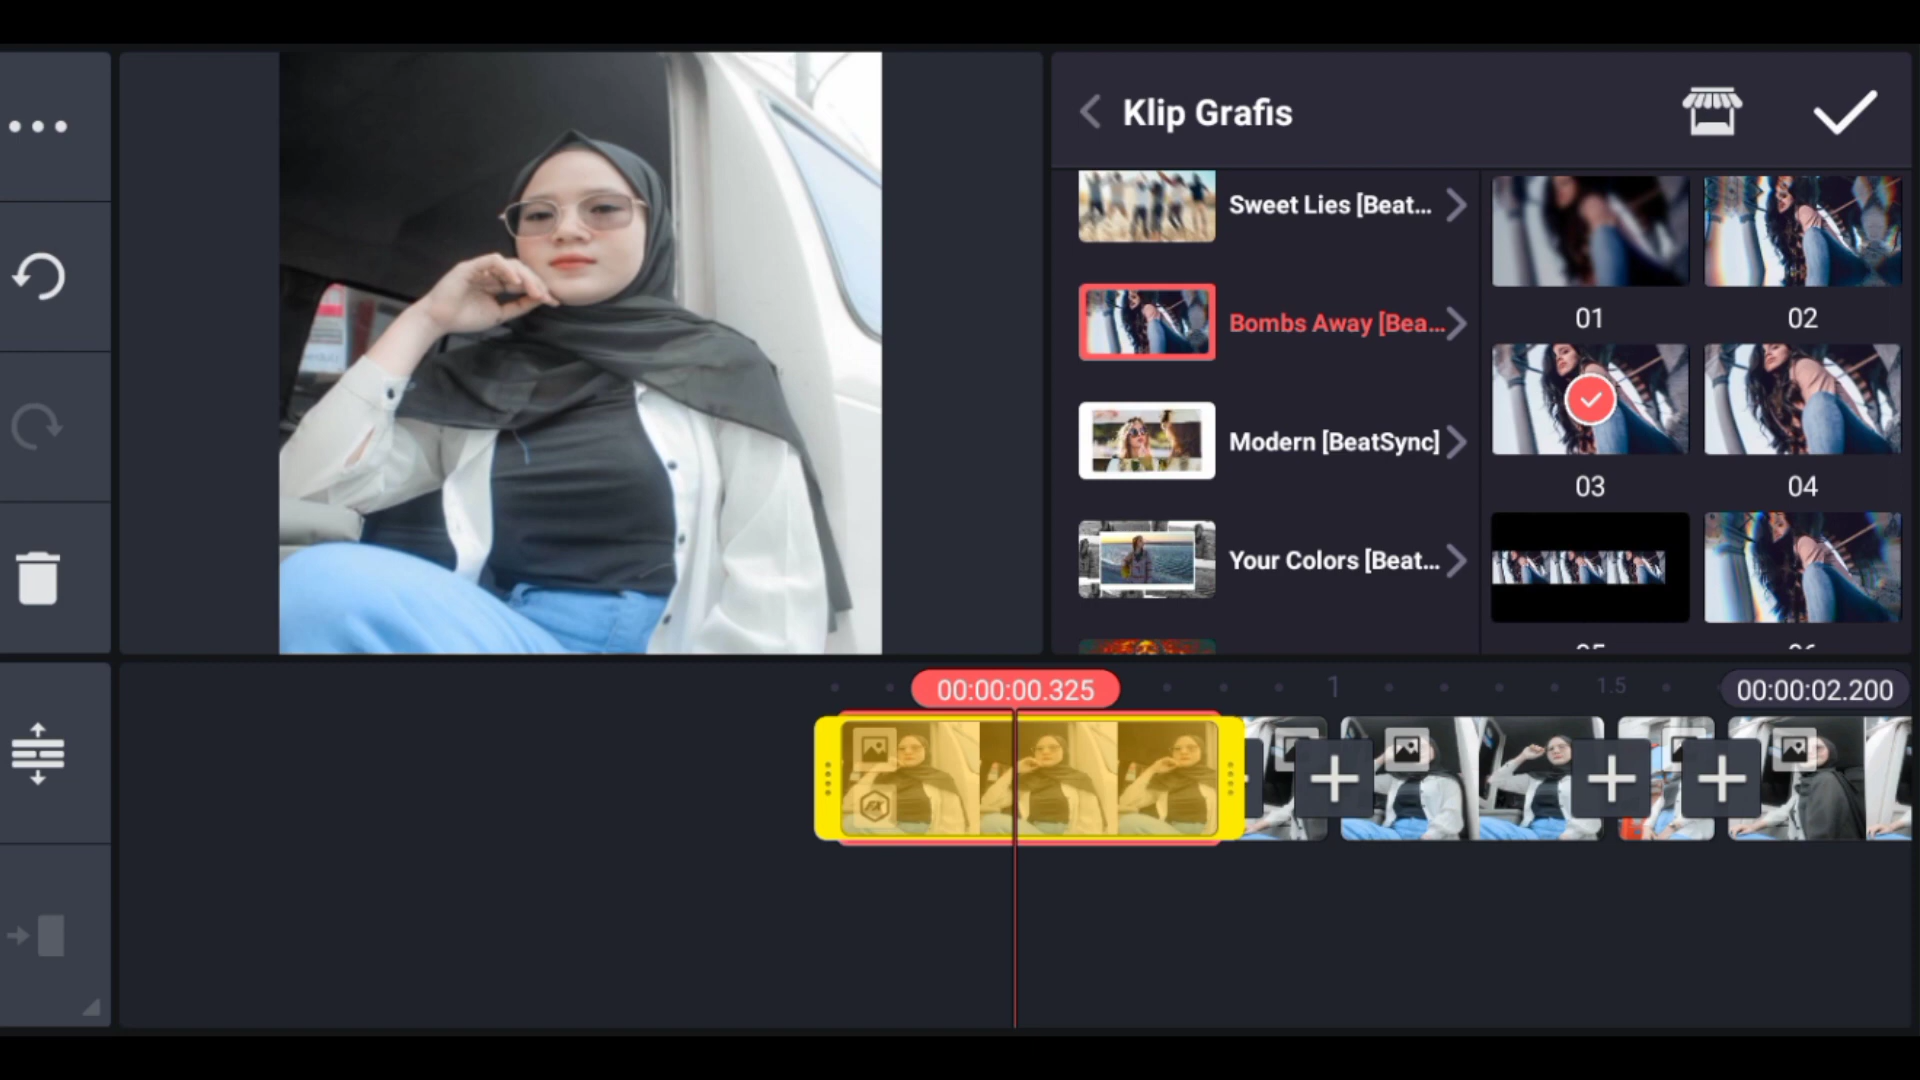 Klip Grafis
Sweet Lies [Beat...
Bombs Away [Bea...
Modern [BeatSync]
Your Colors [Beat...
01
02
03
04
00:00:00.325
1
1.5
00:00:02.200
FX